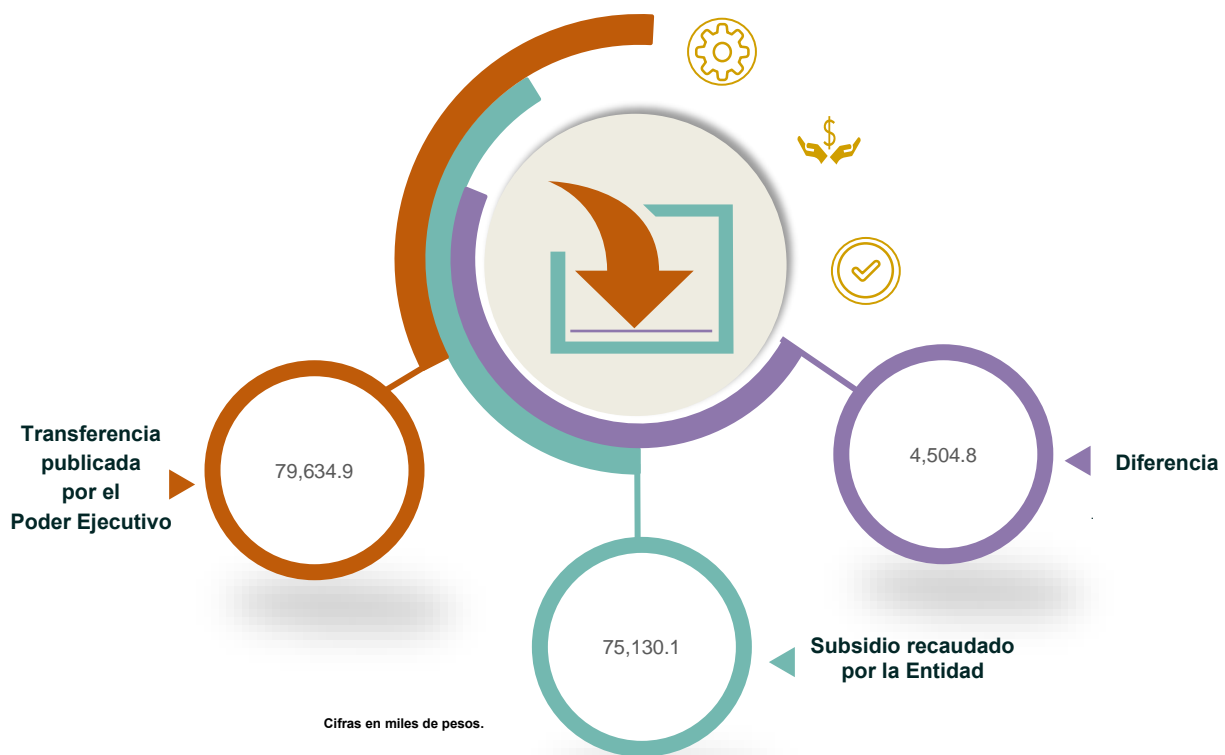 $
Transferencia
publicada
por el
Poder Ejecutivo
79,634.9
4,504.8
Diferencia
.
75,130.1
Subsidio recaudado
por la Entidad
Cifras en miles de pesos.